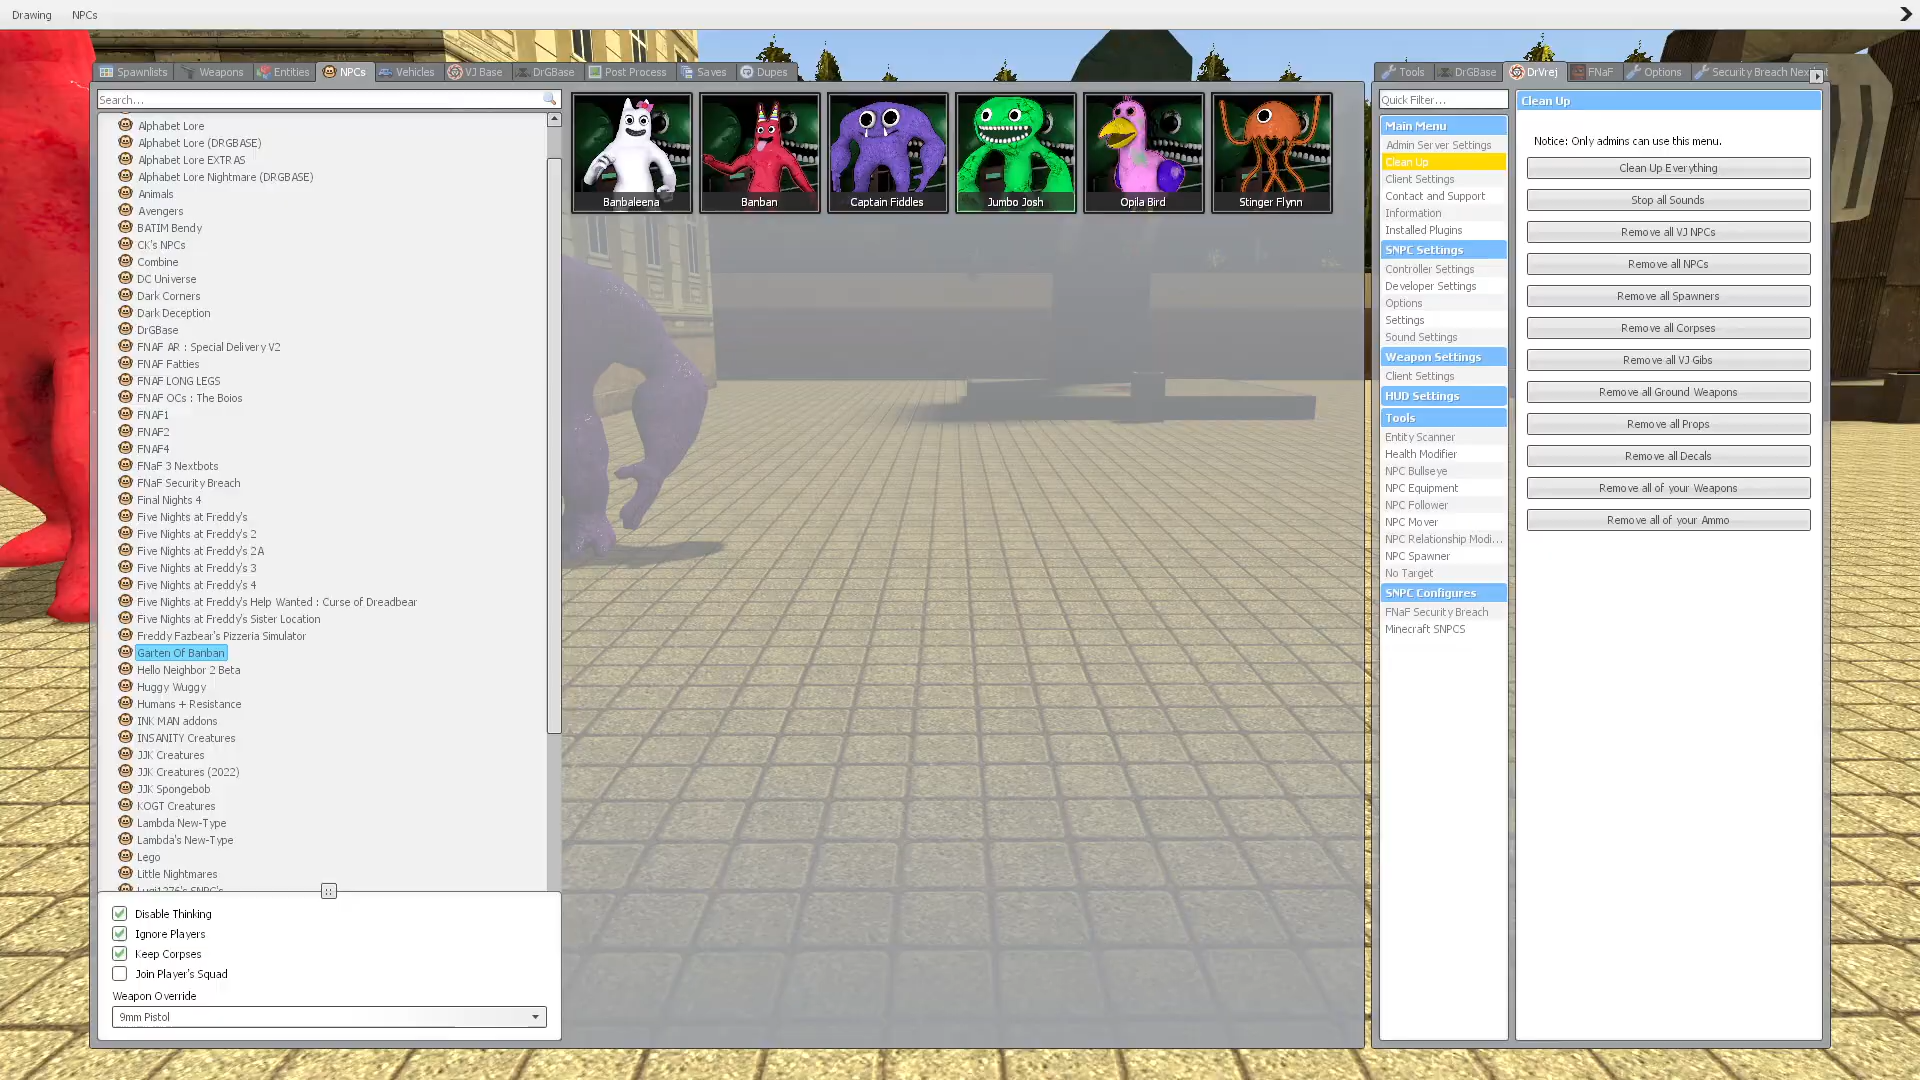 Drawing
NPCs
Spawnlists
Weapons
Entities
NPCs
Vehicles
VJ Base
DrGBase
Post Process
Saves
Dupes
Search...
Alphabet Lore
Alphabet Lore (DRGBASE)
Alphabet Lore EXTRAS
Alphabet Lore Nightmare (DRGBASE)
Animals
Avengers
BATIM Bendy
CK's NPCs
Combine
DC Universe
Dark Corners
Dark Deception
DrGBase
FNAF AR : Special Delivery V2
FNAF Fatties
FNAF LONG LEGS
FNAF OCs : The Boios
FNAF1
FNAF2
FNAF4
FNaF 3 Nextbots
FNaF Security Breach
Final Nights 4
Five Nights at Freddy's
Five Nights at Freddy's 2
Five Nights at Freddy's 2A
Five Nights at Freddy's 3
Five Nights at Freddy's 4
Five Nights at Freddy's Help Wanted : Curse of Dreadbear
Five Nights at Freddy's Sister Location
Freddy Fazbear's Pizzeria Simulator
Garten Of Banban
Hello Neighbor 2 Beta
Huggy Wuggy
Humans + Resistance
INK MAN addons
INSANITY Creatures
JJK Creatures
JJK Creatures (2022)
JJK Spongebob
KOGT Creatures
Lambda New-Type
Lambda's New-Type
Lego
Little Nightmares
Disable Thinking
Ignore Players
Keep Corpses
Join Player's Squad
Weapon Override
9mm Pistol
Banbaleena
Banban
Captain Fiddles
Jumbo Josh
Opila Bird
Stinger Flynn
Tools
DrGBase
DrVrej
FNaF
Options
Security Breach
Quick Filter...
Main Menu
Admin Server Settings
Clean Up
Client Settings
Contact and Support
Information
Installed Plugins
SNPC Settings
Controller Settings
Developer Settings
Options
Settings
Sound Settings
Weapon Settings
Client Settings
HUD Settings
Tools
Entity Scanner
Health Modifier
NPC Bullseye
NPC Equipment
NPC Follower
NPC Mover
NPC Relationship Modi...
NPC Spawner
No Target
SNPC Configures
FNaF Security Breach
Minecraft SNPCS
Clean Up
Notice: Only admins can use this menu.
Clean Up Everything
Stop all Sounds
Remove all VJ NPCs
Remove all NPCs
Remove all Spawners
Remove all Corpses
Remove all VJ Gibs
Remove all Ground Weapons
Remove all Props
Remove all Decals
Remove all of your Weapons
Remove all of your Ammo